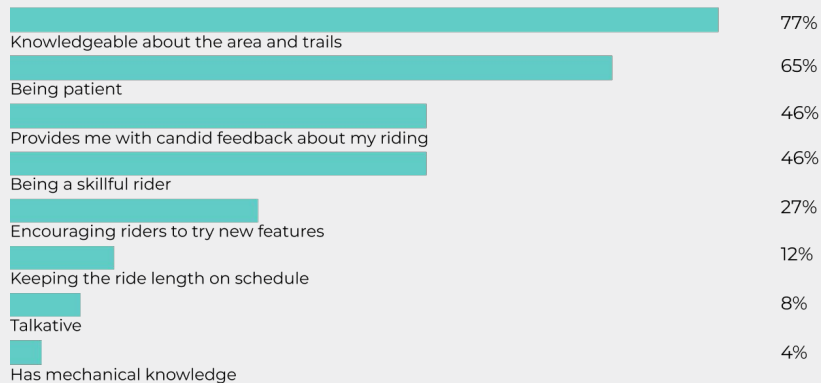 77%
Knowledgeable about the area and trails
65%
Being patient
46%
Provides me with candid feedback about my riding
46%
Being a skillful rider
27%
Encouraging riders to try new features
12%
Keeping the ride length on schedule
8%
Talkative
4%
Has mechanical knowledge